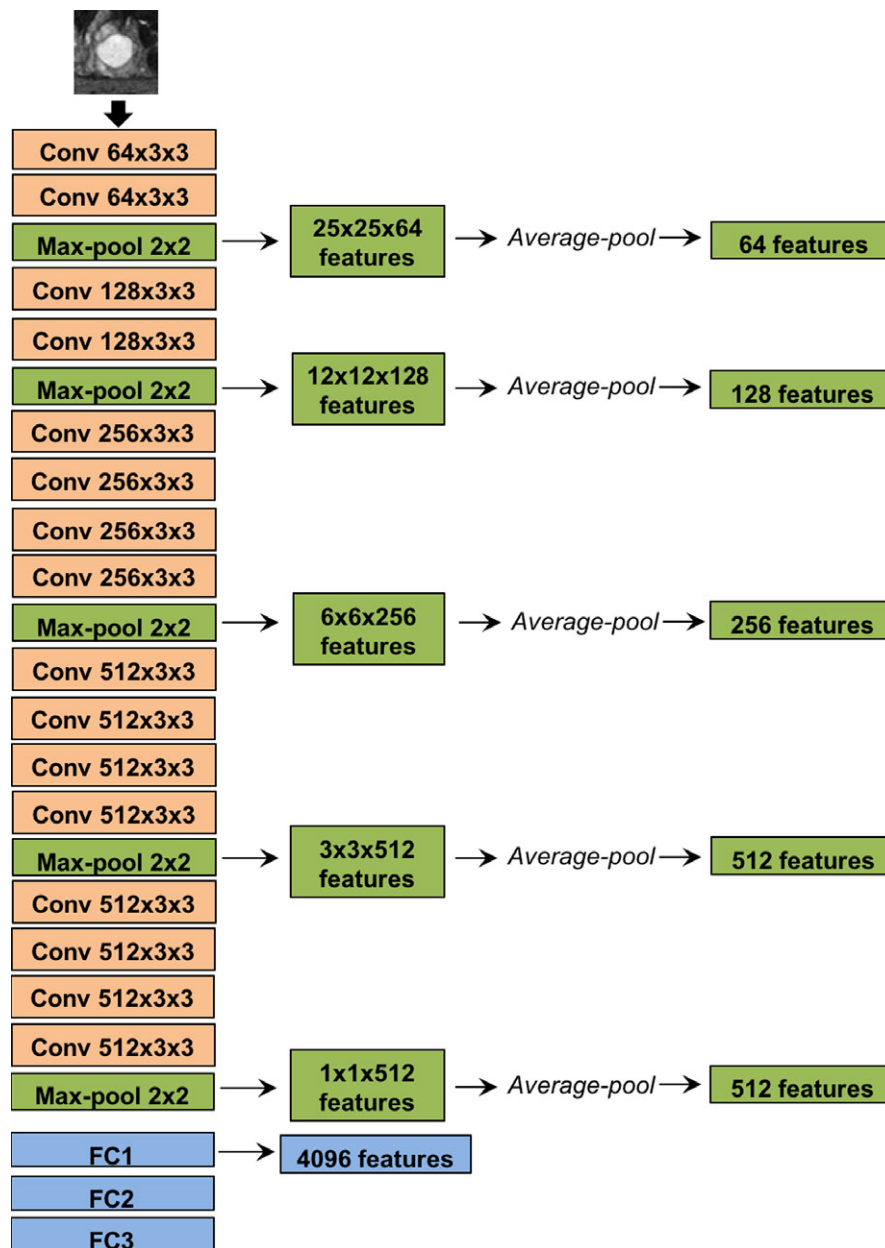 Conv 64x3x3
Conv 64x3x3
Max-pool 2x2
25x25x64
features
Average-pool
64 features
Conv 128x3x3
Conv 128x3x3
Max-pool 2x2
12x12x128
features
Average-pool
128 features
Conv 256x3x3
Conv 256x3x3
Conv 256x3x3
Conv 256x3x3
Max-pool 2x2
6x6x256
features
Average-pool
256 features
Conv 512x3x3
Conv 512x3x3
Conv 512x3x3
Conv 512x3x3
Max-pool 2x2
3x3x512
features
Average-pool
512 features
Conv 512x3x3
Conv 512x3x3
Conv 512x3x3
Conv 512x3x3
Max-pool 2x2
1x1x512
features
Average-pool
512 features
FC1
4096 features
FC2
FC3